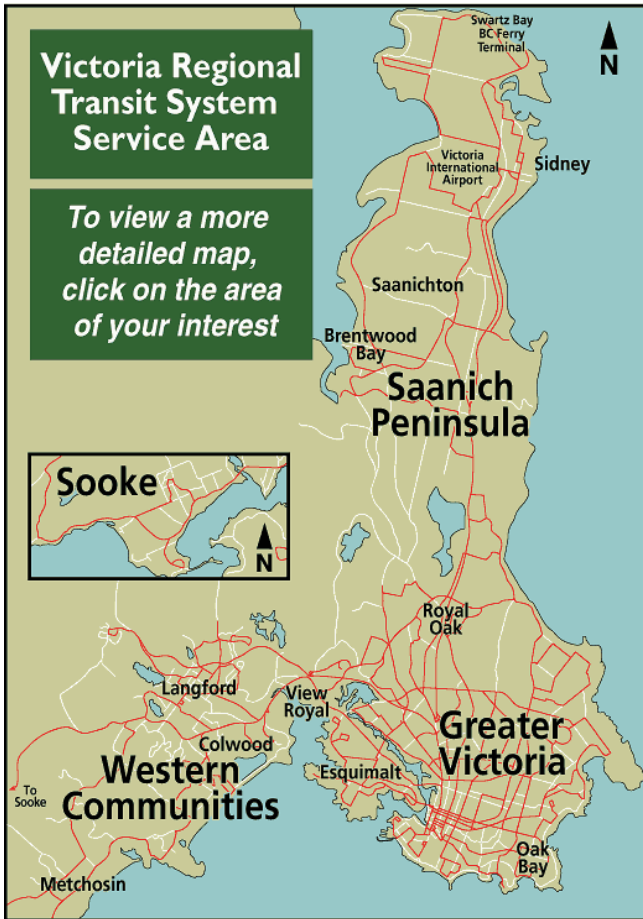 Victoria Regional
Transit System
Service Area
To view a more
detailed map,
click on the area
of your interest
Swartz Bay
BC Ferry
Terminal
N
Victoria
International
Airport
Sidney
Saanichton
Brentwood
Bay
Saanich
Peninsula
Sooke
N
Royal
Oak
Langford
View
Royal
Colwood
Greater
Victoria
Western
Communities
Esquimalt
To
Sooke
Oak
Bay
Metchosin